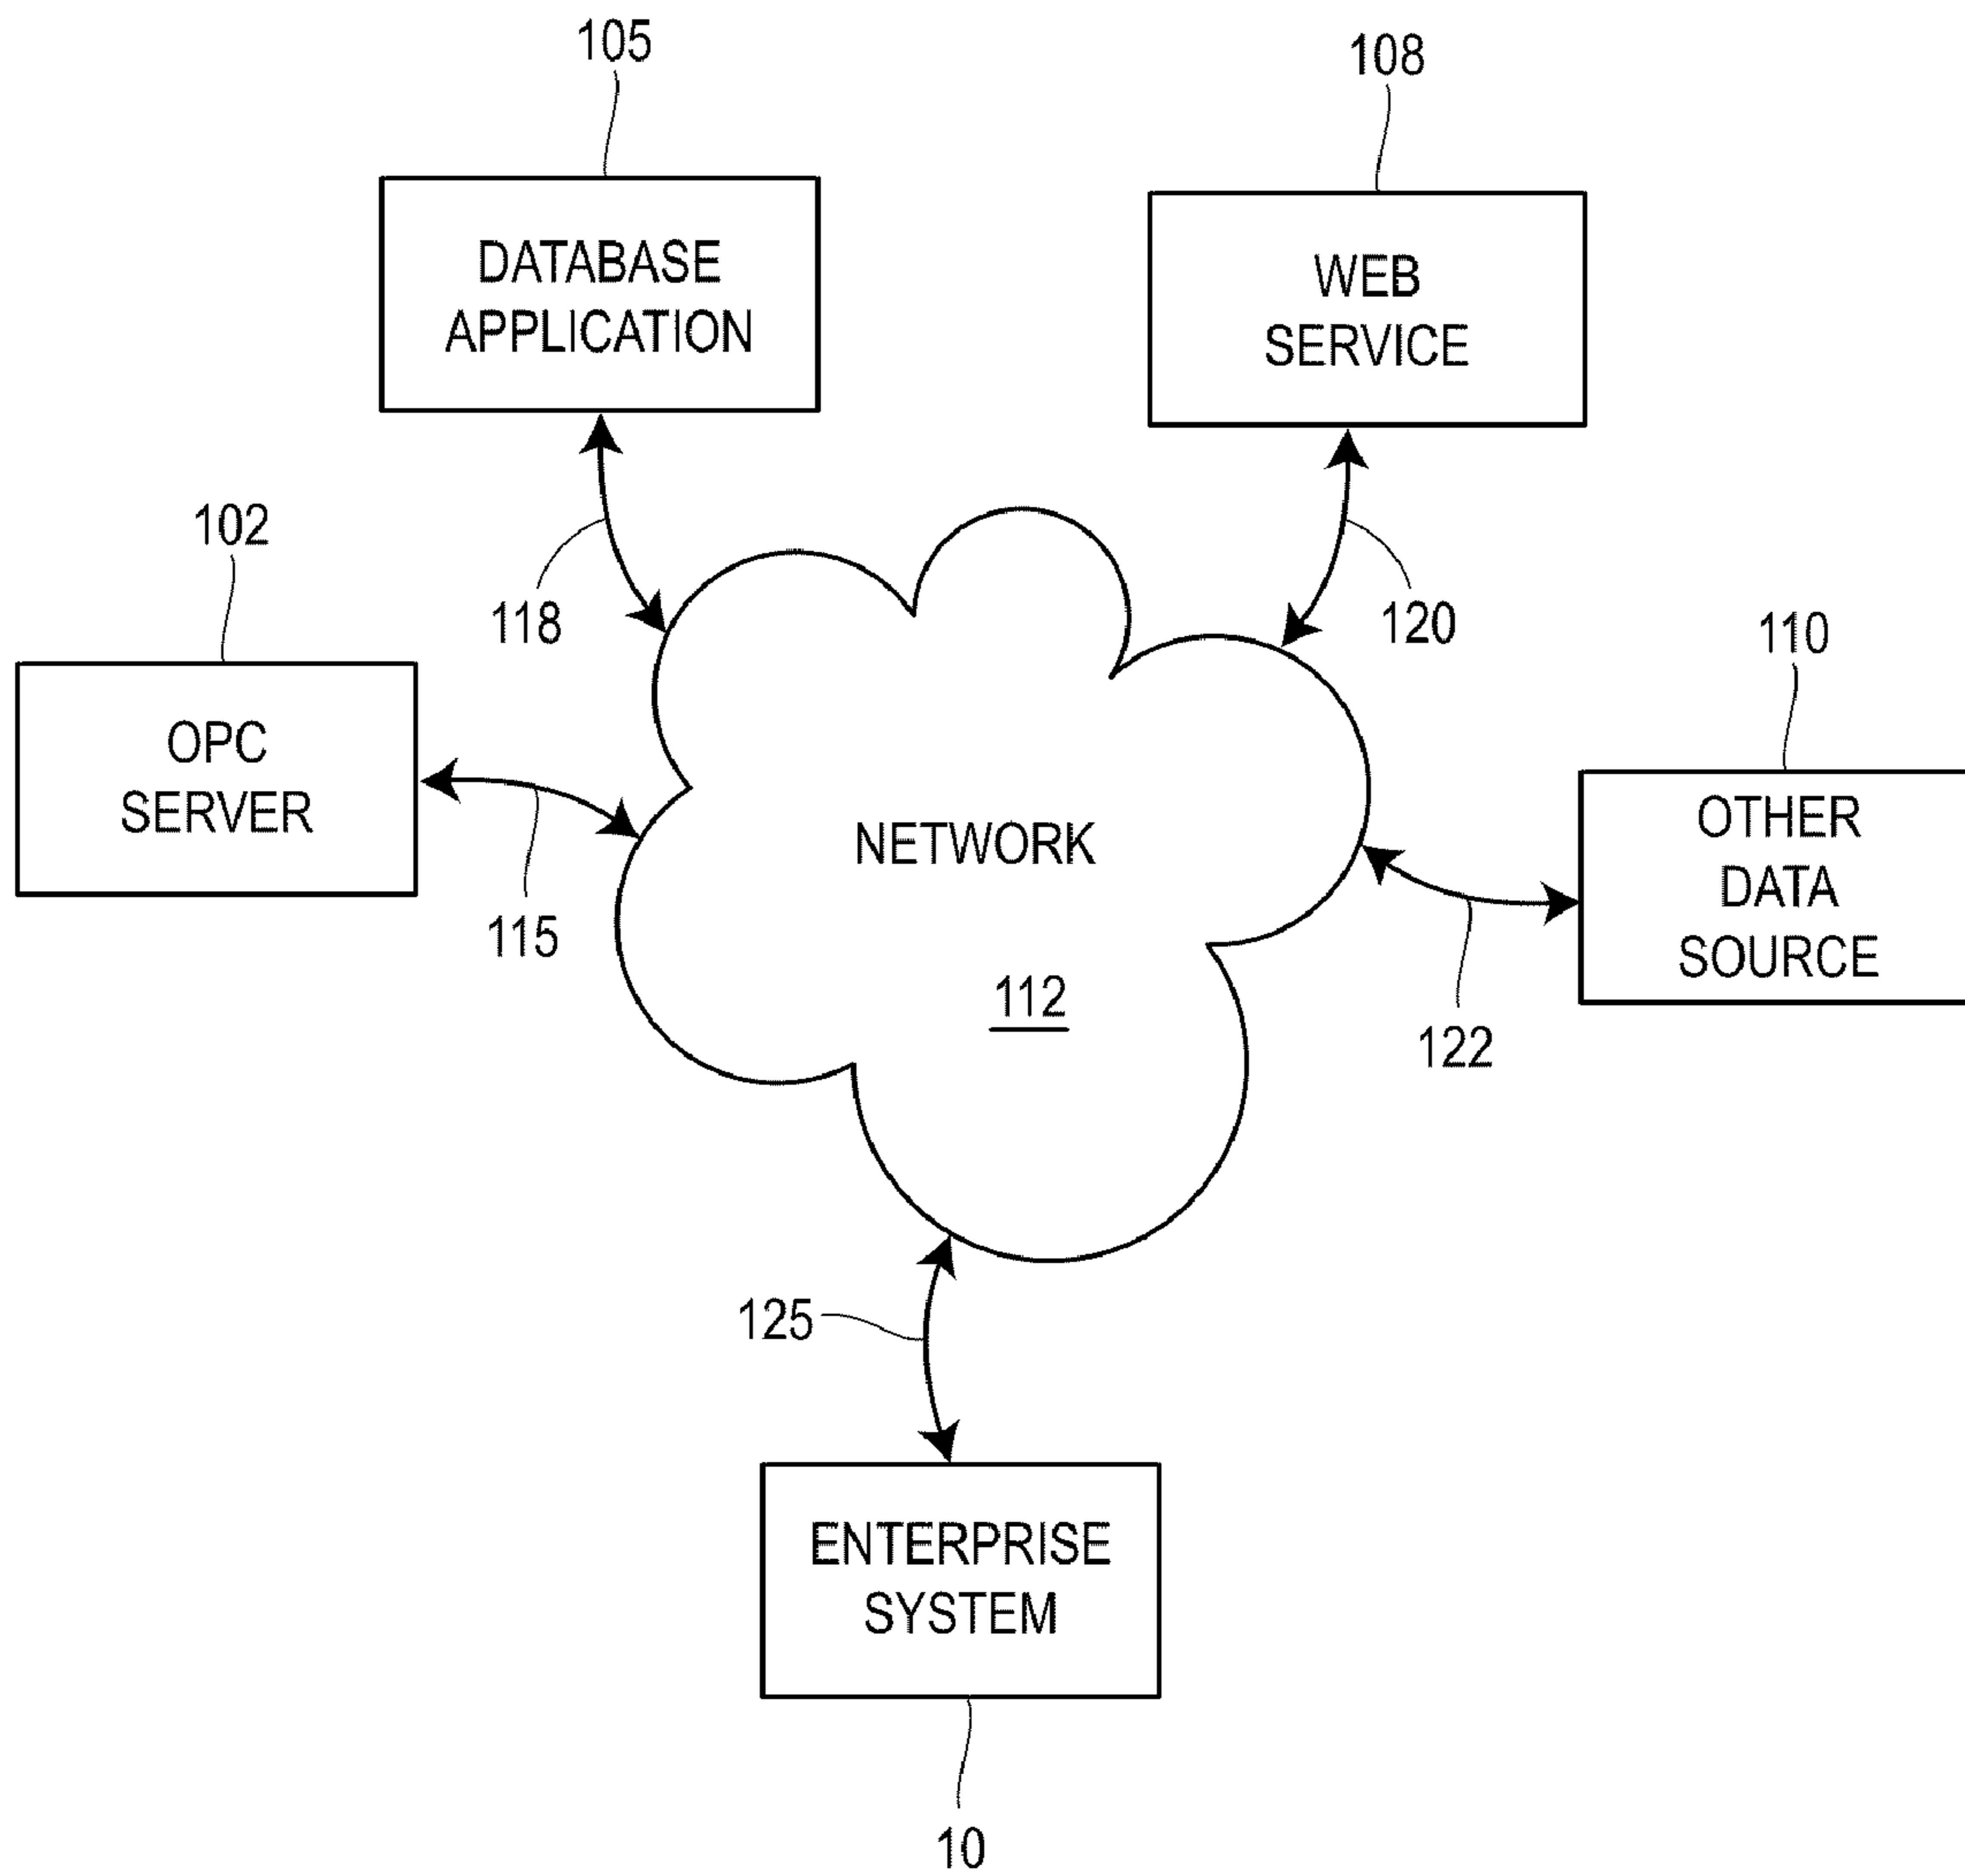 105
108
DATABASE
APPLICATION
WEB
SERVICE
102
118
120
110
OPC
SERVER
OTHER
DATA
SOURCE
NETWORK
115
112
122
125
ENTERPRISE
SYSTEM
10